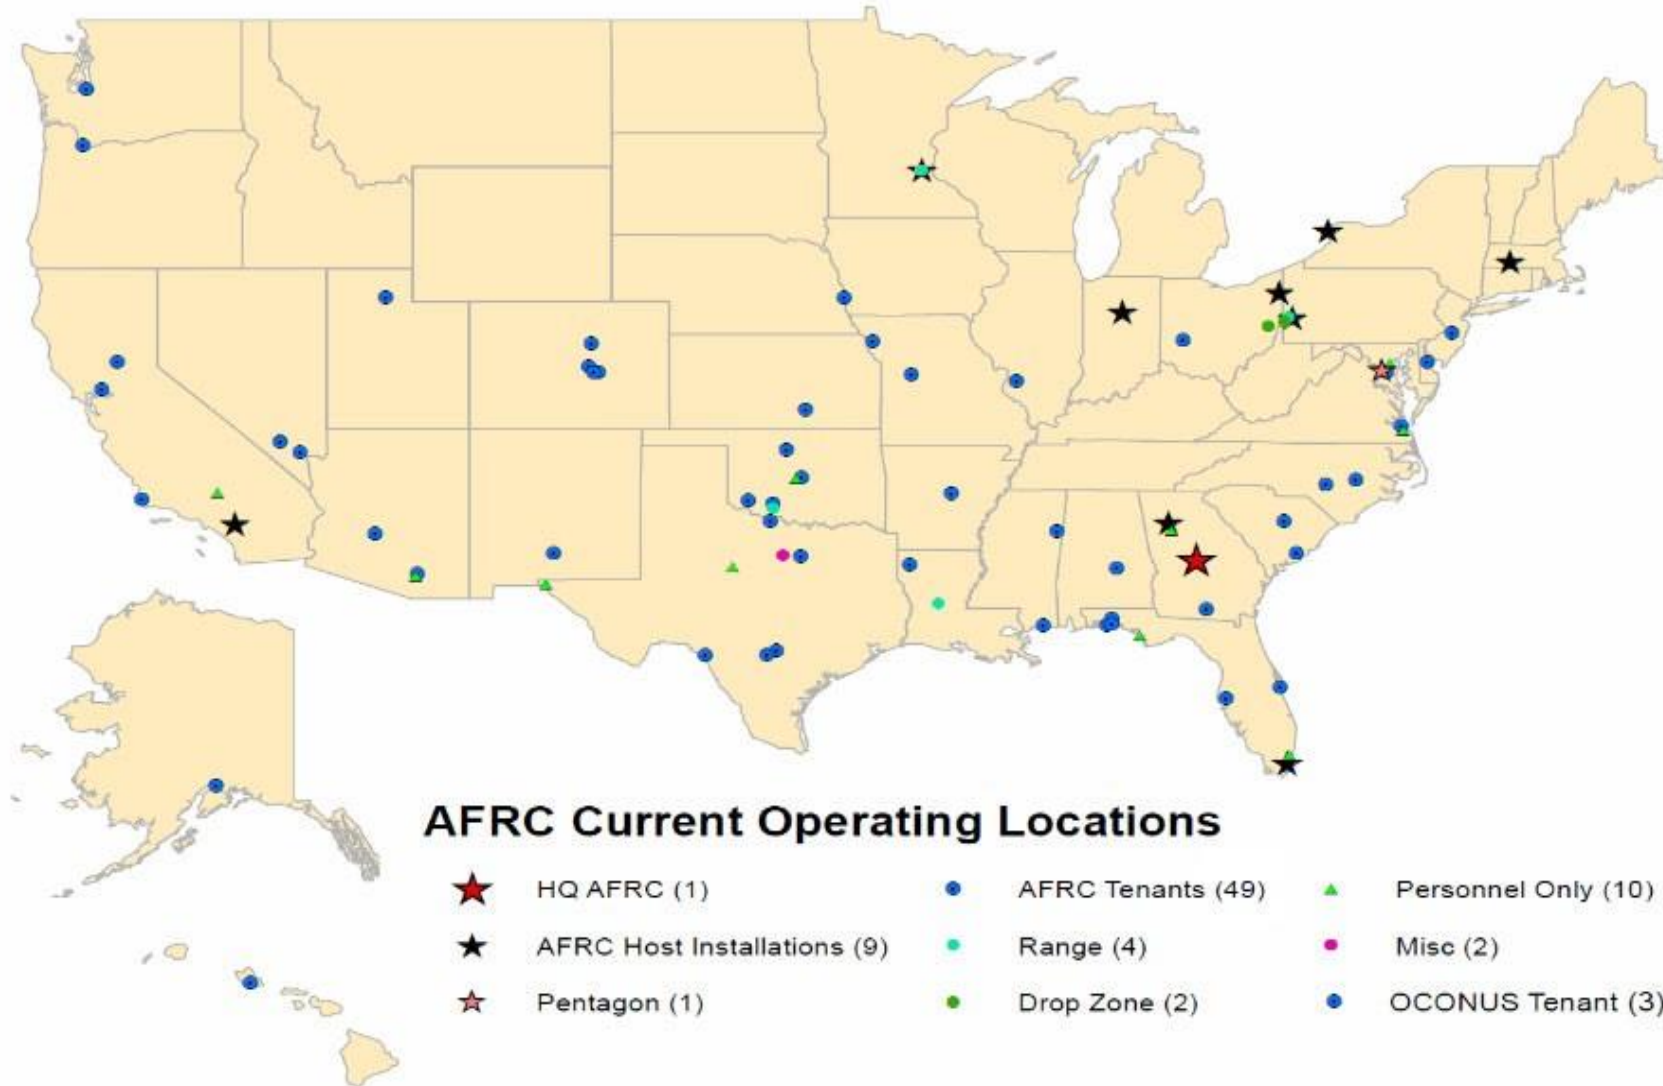 AFRC Current Operating Locations
HQ AFRC (1)
AFRC Tenants (49)
Personnel Only (10)
AFRC Host Installations (9)
Range (4)
Misc (2)
Pentagon (1)
Drop Zone (2)
OCONUS Tenant (3)